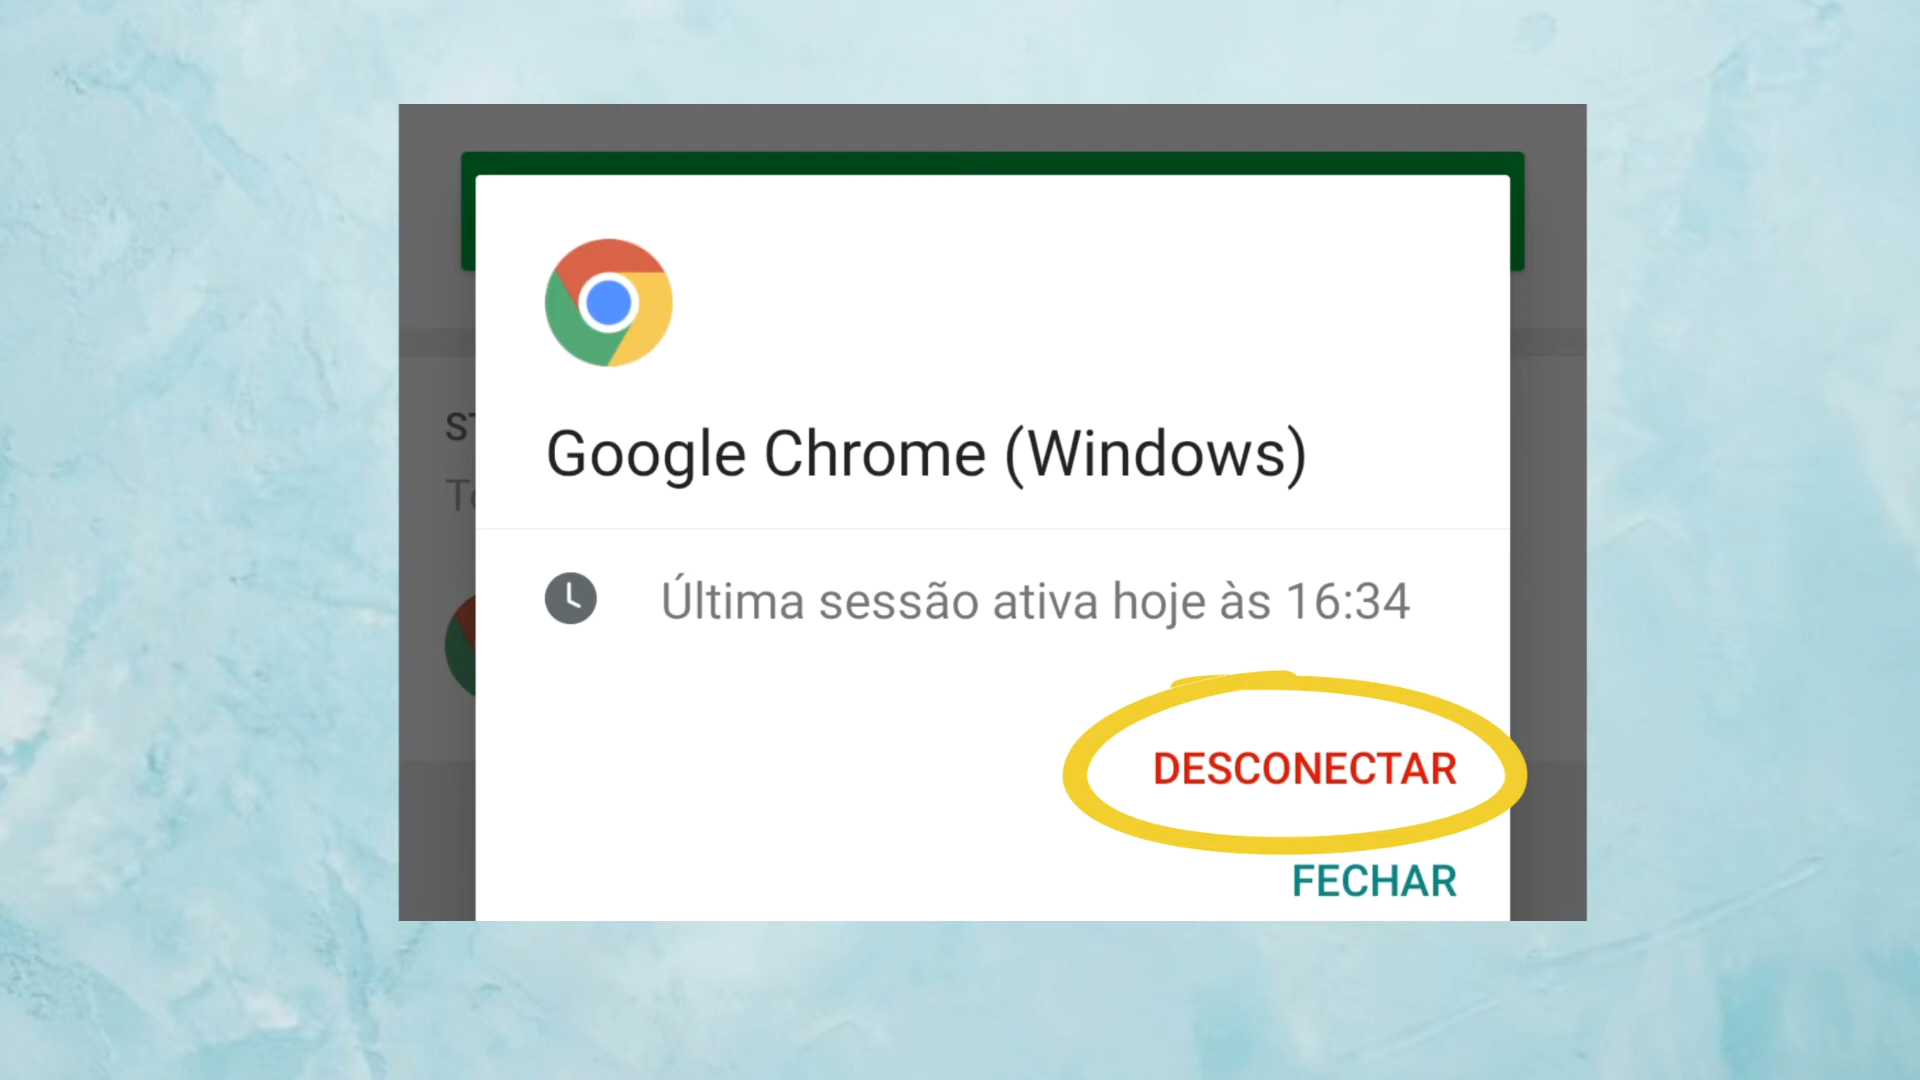 Google Chrome (Windows)
Última sessão ativa hoje às 16:34
DESCONECTAR
FECHAR